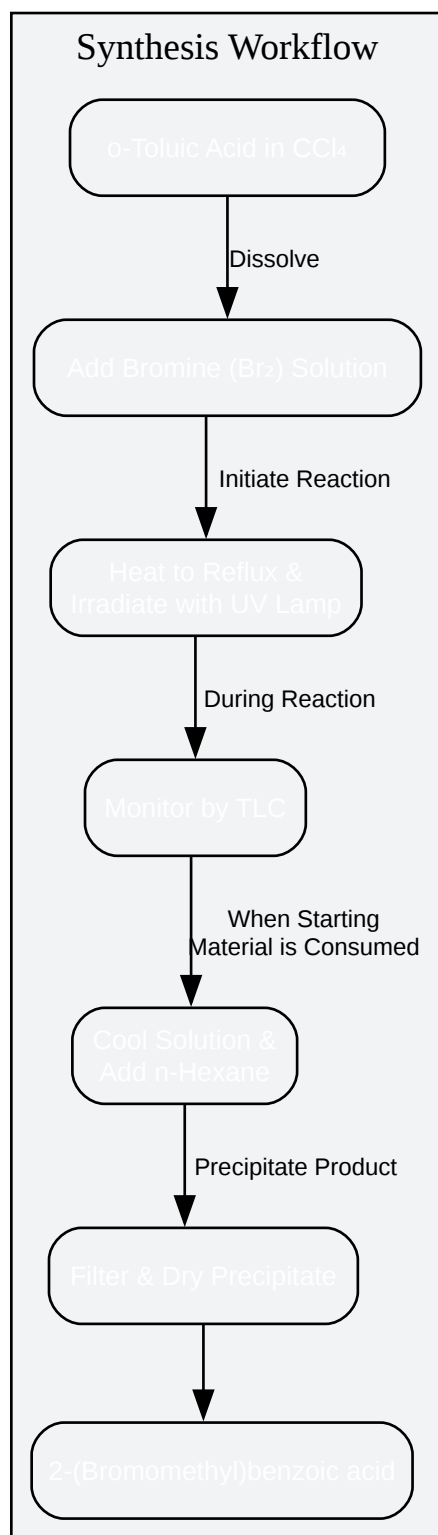 Synthesis Workflow
o-Toluic Acid in CCl₄
Dissolve
Add Bromine (Br₂) Solution
Initiate Reaction
Heat to Reflux &
Irradiate with UV Lamp
During Reaction
Monitor by TLC
When Starting
Material is Consumed
Cool Solution &
Add n-Hexane
Precipitate Product
Filter & Dry Precipitate
2-(Bromomethyl)benzoic acid